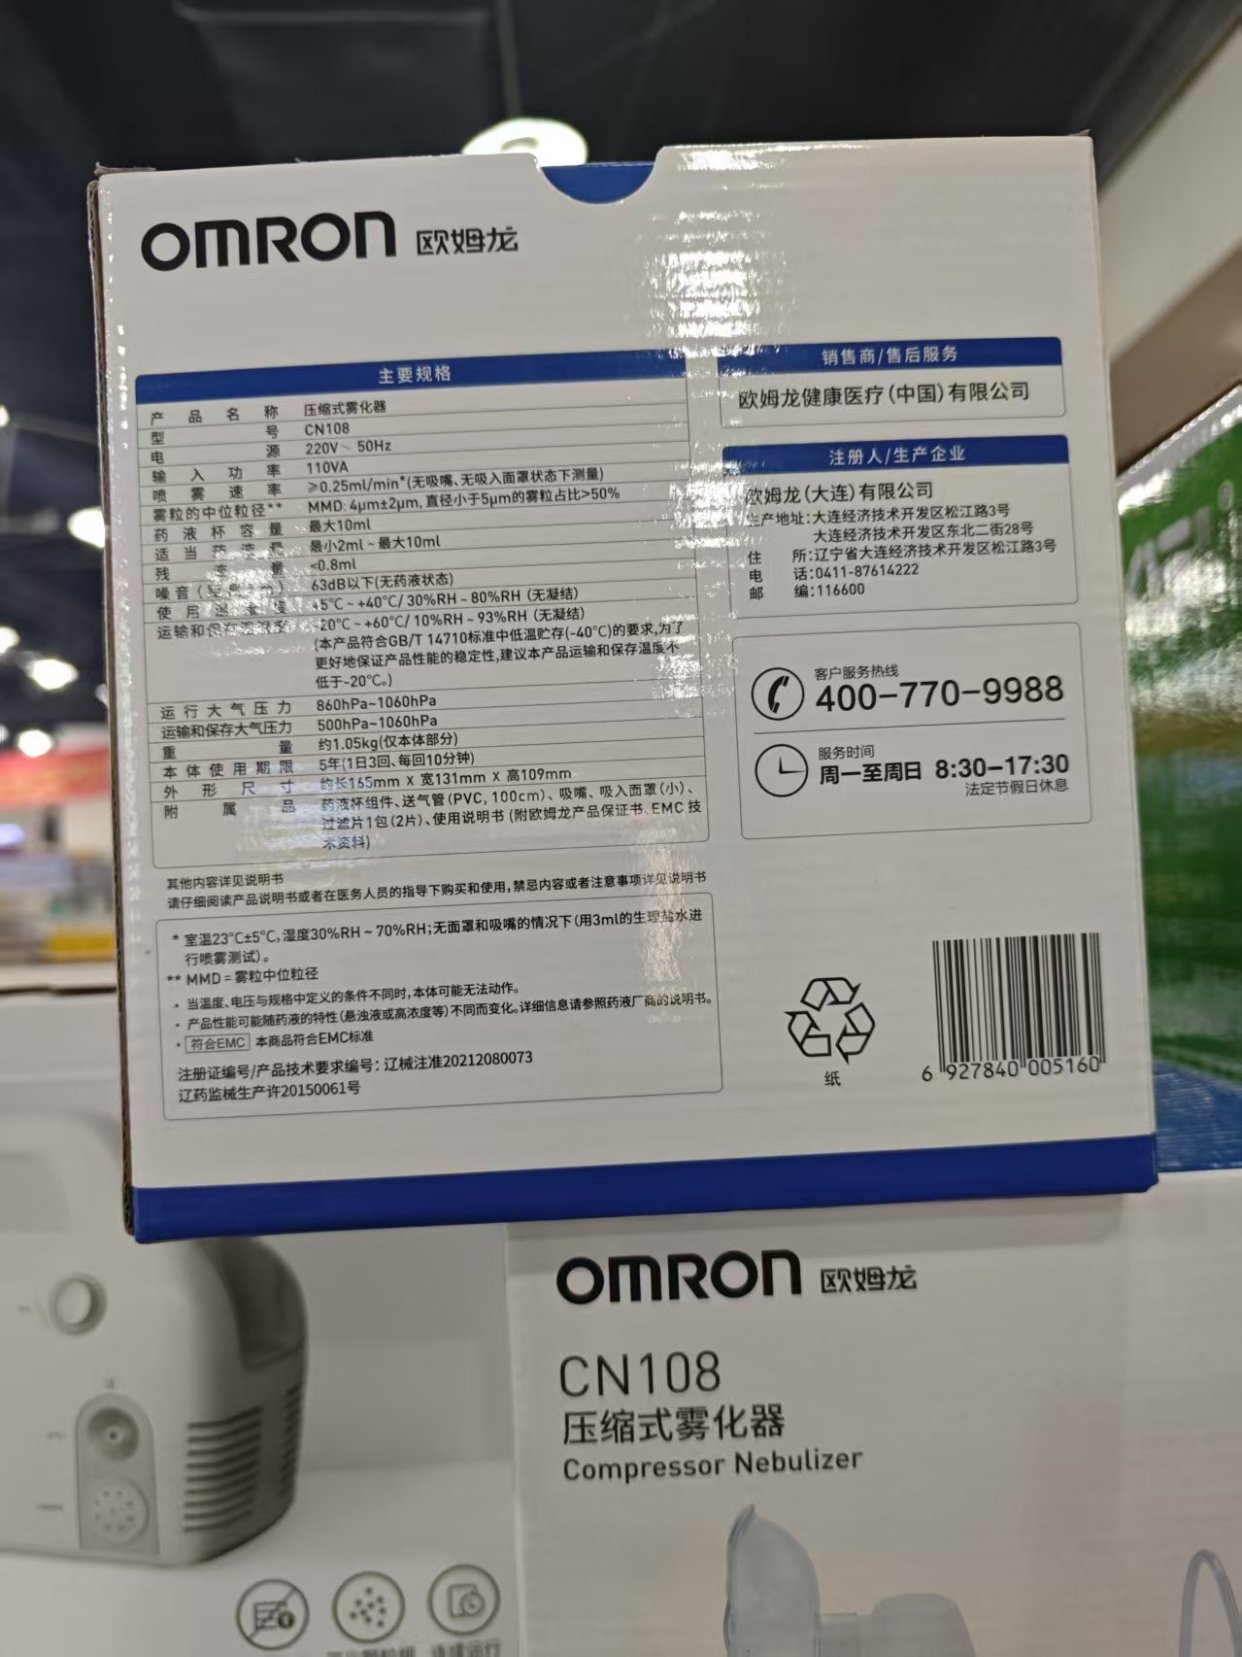 OMRON 欧姆龙
主要规格
产品名称 压缩式雾化器
型号 CN108
电源 220V~ 50Hz
输入功率 110VA
喷雾速率 ≥0.25ml/min*(无吸嘴、无吸入面罩状态下测量)
雾粒的中位粒径** MMD: 4μm±2μm, 直径小于5μm的雾粒占比>50%
药液杯容量 最大10ml
适当药液量 最小2ml ~ 最大10ml
残 量 <0.8ml
噪音( 63dB以下(无药液状态)
使用温 度 +5℃ ~ +40℃/ 30%RH ~ 80%RH (无凝结)
运输和保存温湿度 -20℃ ~ +60℃/ 10%RH ~ 93%RH (无凝结)
(本产品符合GB/T 14710标准中低温贮存(-40℃)的要求,为了
更好地保证产品性能的稳定性,建议本产品运输和保存温度不
低于-20℃。)
运行大气压力 860hPa~1060hPa
运输和保存大气压力 500hPa~1060hPa
重量 约1.05kg(仅本体部分)
本体使用期限 5年(1日3回、每回10分钟)
外形尺寸 约长165mm X 宽131mm X 高109mm
附属品 药液杯组件、送气管(PVC, 100cm)、吸嘴、吸入面罩(小)、
过滤片1包(2片)、使用说明书 (附欧姆龙产品保证书、EMC 技
术资料)
其他内容详见说明书
请仔细阅读产品说明书或者在医务人员的指导下购买和使用,禁忌内容或者注意事项详见说明书
* 室温23℃±5℃, 湿度30%RH ~ 70%RH;无面罩和吸嘴的情况下(用3ml的生理盐水进
行喷雾测试)。
** MMD = 雾粒中位粒径
• 当温度、电压与规格中定义的条件不同时,本体可能无法动作。
• 产品性能可能随药液的特性(悬浊液或高浓度等)不同而变化。详细信息请参照药液厂商的说明书。
• 符合EMC 本商品符合EMC标准
注册证编号/产品技术要求编号: 辽械注准20212080073
辽药监械生产许20150061号
销售商/售后服务
欧姆龙健康医疗(中国)有限公司
注册人/生产企业
欧姆龙(大连)有限公司
生产地址:大连经济技术开发区松江路3号
大连经济技术开发区东北二街28号
住所:辽宁省大连经济技术开发区松江路3号
电话:0411-87614222
邮编:116600
客户服务热线
400-770-9988
服务时间
周一至周日 8:30-17:30
法定节假日休息
纸
6 927840 005160
OMRON 欧姆龙
CN108
压缩式雾化器
Compressor Nebulizer